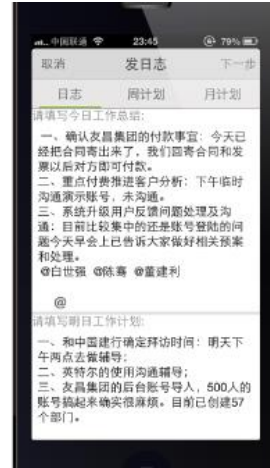 中国联通 23:45 79%
取消 发日志 下一步
日志 周计划 月计划
请填写今日工作总结:
一、确认友昌集团的付款事宜：今天已
经把合同寄出来了，我们回寄合同和发
票以后对方即可付款。
二、重点付费推进客户分析：下午临时
沟通演示账号，未沟通。
三、系统升级用户反馈问题处理及沟
通：目前比较集中的还是账号登陆的问
题今天早会上已告诉大家做好相关预案
和处理。
@白世强 @陈骞 @董建利
@
请填写明日工作计划:
一、和中国建行确定拜访时间：明天下
午两点去做辅导；
二、英特尔的使用沟通辅导；
三、友昌集团的后台账号导人，500人的
账号搞起来确实很麻烦。目前已创建57
个部门。